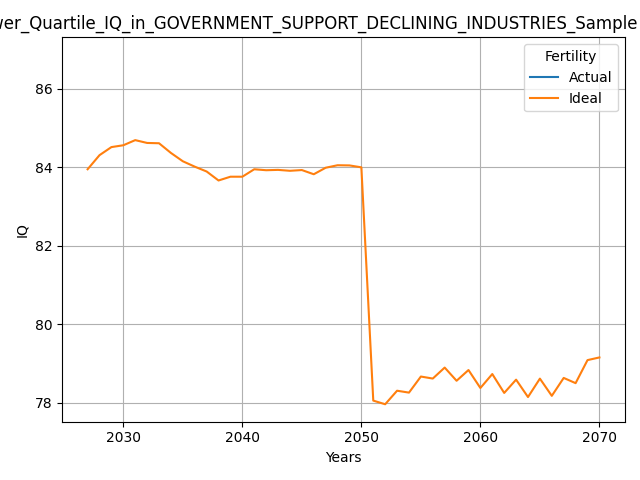 wer_Quartile_IQ_in_GOVERNMENT_SUPPORT_DECLINING_INDUSTRIES_Sample
Fertility
Actual
Ideal
86
84
82
80
78
IQ
2030 2040 2050 2060 2070
Years